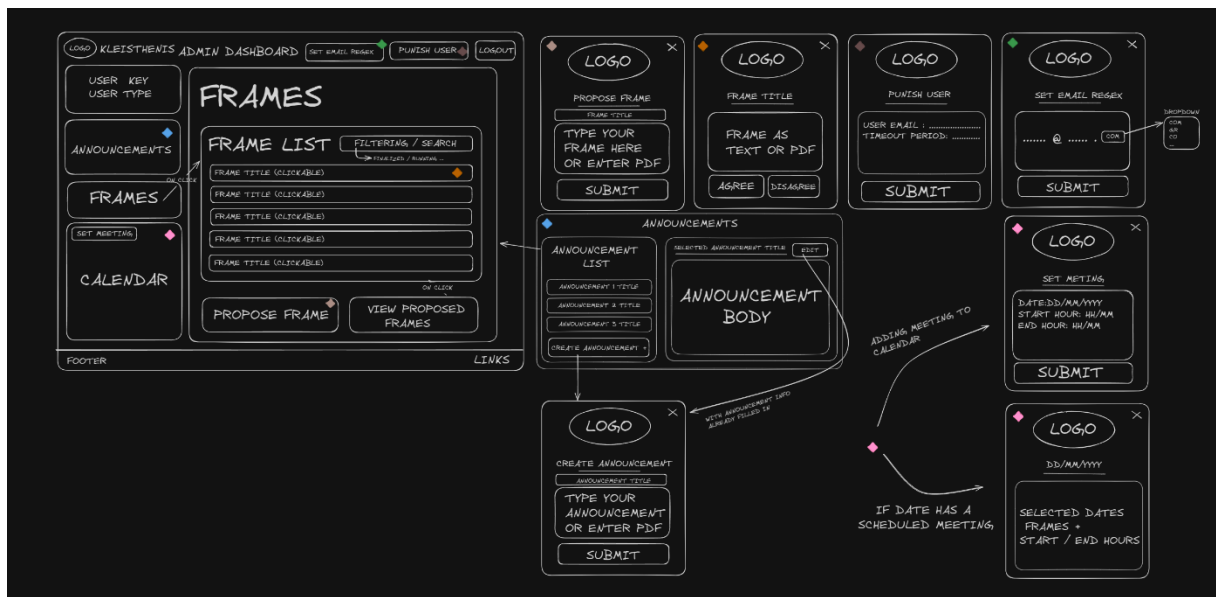 LOGO
KLEISTHENIS ADMIN DASHBOARD
SET EMAIL REGEX
PUNISH USER
LOGOUT
USER KEY
USER TYPE
ANNOUNCEMENTS
ON CLICK
FRAMES
SET MEETING
CALENDAR
FRAMES
FRAME LIST
FILTERING / SEARCH
FINALIZED / RUNNING ...
FRAME TITLE (CLICKABLE)
FRAME TITLE (CLICKABLE)
FRAME TITLE (CLICKABLE)
FRAME TITLE (CLICKABLE)
FRAME TITLE (CLICKABLE)
ON CLICK
PROPOSE FRAME
VIEW PROPOSED
FRAMES
FOOTER
LINKS
LOGO
PROPOSE FRAME
FRAME TITLE
TYPE YOUR
FRAME HERE
OR ENTER PDF
SUBMIT
LOGO
FRAME TITLE
FRAME AS
TEXT OR PDF
AGREE
DISAGREE
LOGO
PUNISH USER
USER EMAIL : ....................
TIMEOUT PERIOD: ............
SUBMIT
LOGO
SET EMAIL REGEX
....... @ ...... .
COM
SUBMIT
DROPDOWN
COM
GR
CO
...
ANNOUNCEMENTS
ANNOUNCEMENT
LIST
ANNOUNCEMENT 1 TITLE
ANNOUNCEMENT 2 TITLE
ANNOUNCEMENT 3 TITLE
CREATE ANNOUNCEMENT +
SELECTED ANNOUNCEMENT TITLE
EDIT
ANNOUNCEMENT
BODY
WITH ANNOUNCEMENT INFO
ALREADY FILLED IN
LOGO
CREATE ANNOUNCEMENT
ANNOUNCEMENT TITLE
TYPE YOUR
ANNOUNCEMENT
OR ENTER PDF
SUBMIT
ADDING MEETING TO
CALENDAR
IF DATE HAS A
SCHEDULED MEETING
LOGO
SET METING
DATE:DD/MM/YYYY
START HOUR: HH/MM
END HOUR: HH/MM
SUBMIT
LOGO
DD/MM/YYYY
SELECTED DATES
FRAMES +
START / END HOURS